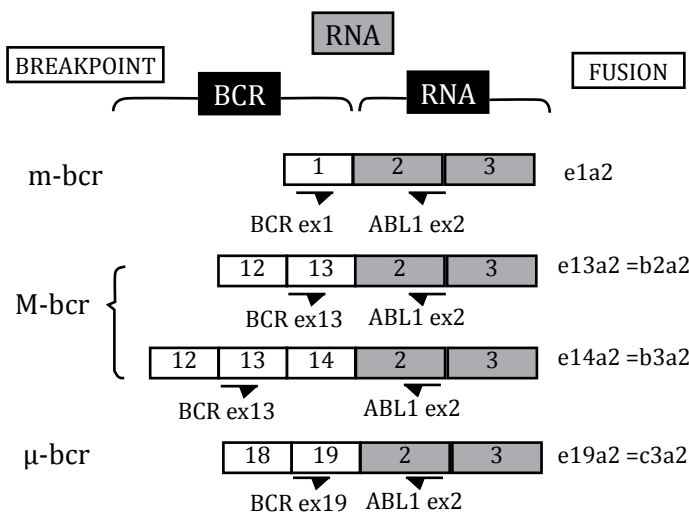 RNA
BREAKPOINT
FUSION
BCR
RNA
m-bcr
1 2 3
e1a2
BCR ex1 ABL1 ex2
M-bcr
12 13 2 3
e13a2 =b2a2
BCR ex13 ABL1 ex2
12 13 14 2 3
e14a2 =b3a2
BCR ex13 ABL1 ex2
μ-bcr
18 19 2 3
e19a2 =c3a2
BCR ex19 ABL1 ex2